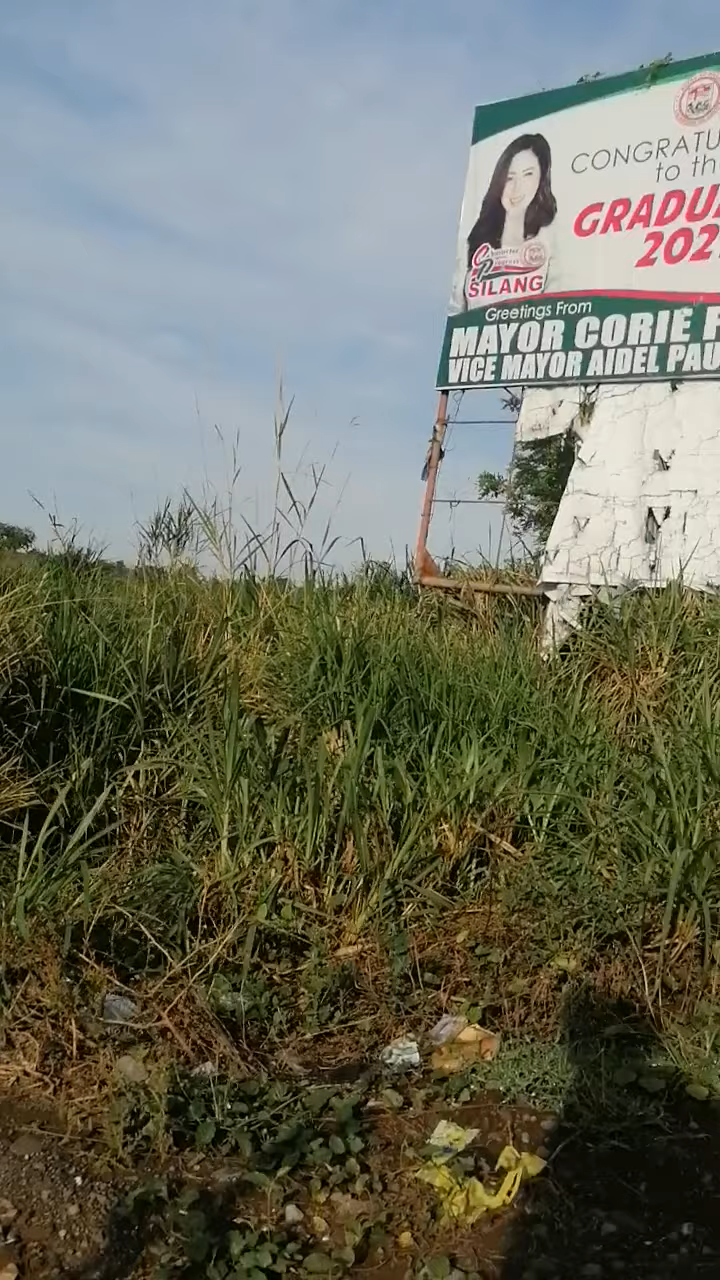 CONGRATU
to th
GRADUA
202
SILANG
Greetings From
MAYOR CORIE F
VICE MAYOR AIDEL PAU